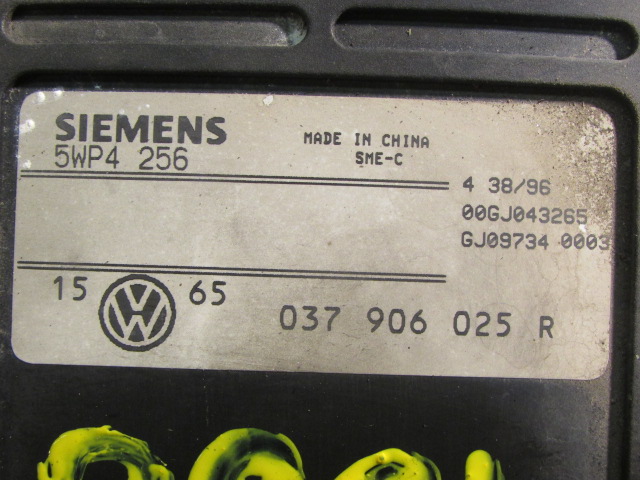 SIEMENS
5WP4 256
MADE IN CHINA
SME-C
4 38/96
00GJ043265
GJ09734 0003
15 65
037 906 025 R